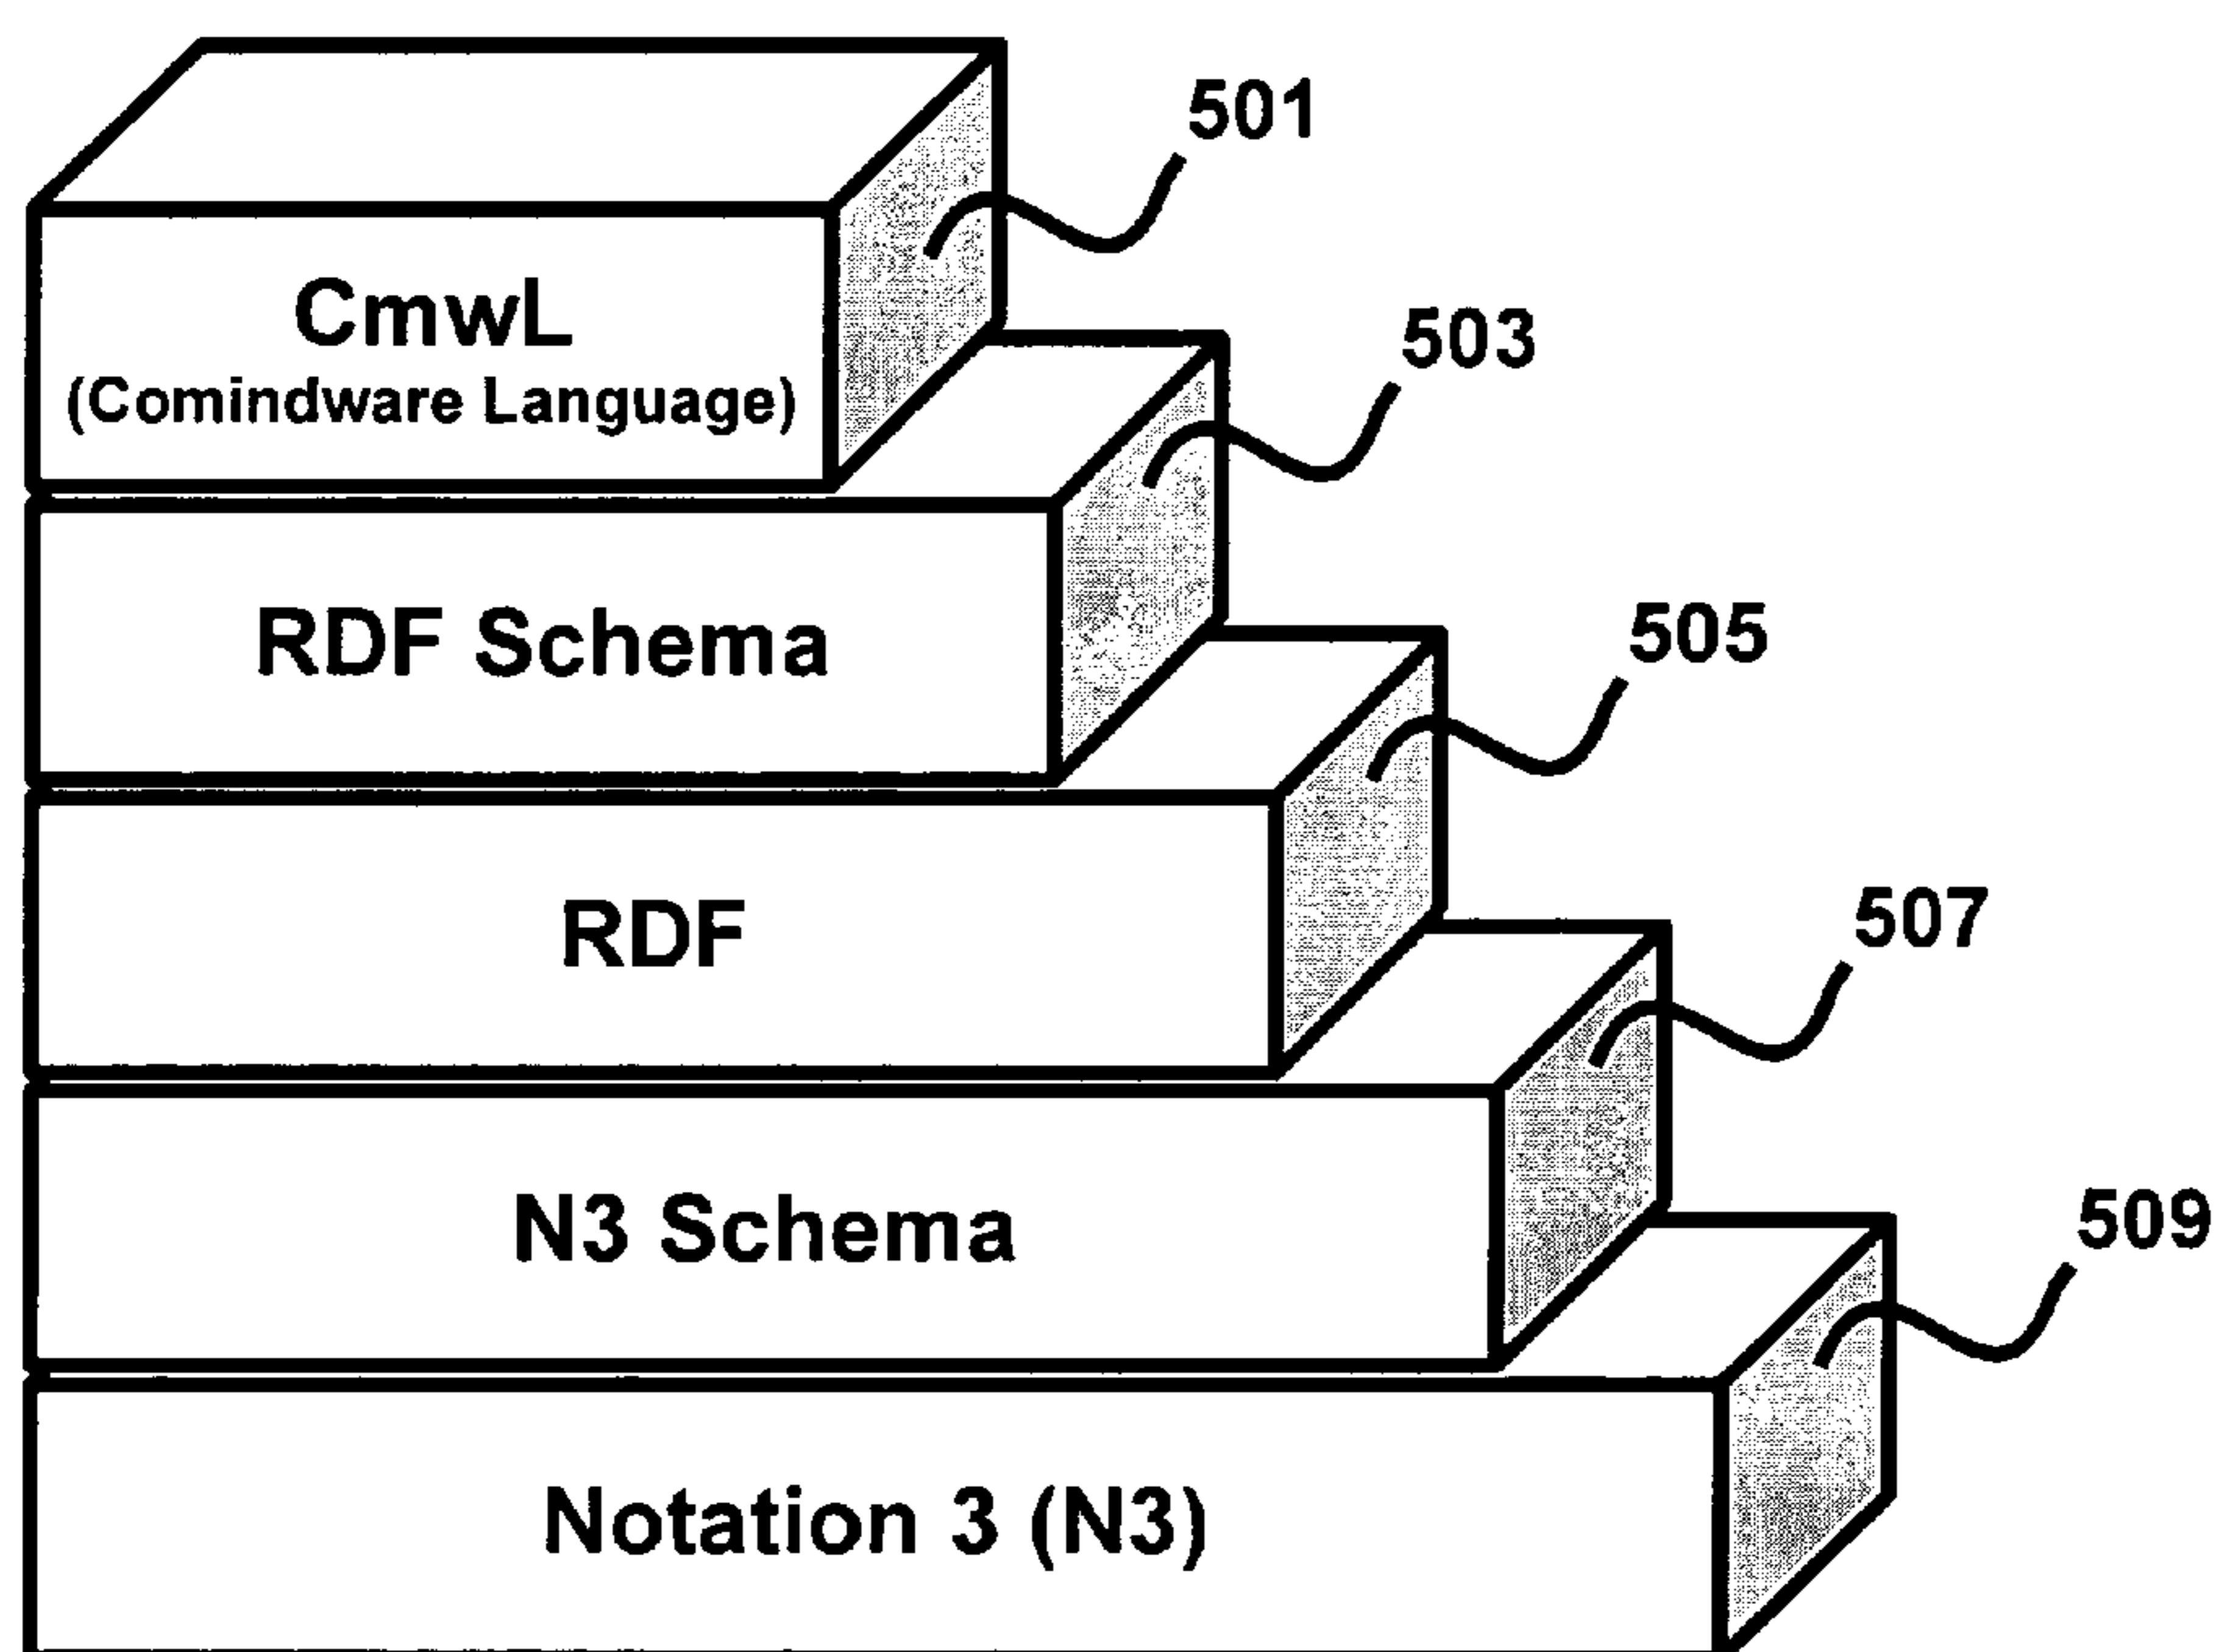 501
CmwL
(Comindware Language)
503
RDF Schema
505
RDF
507
N3 Schema
509
Notation 3 (N3)